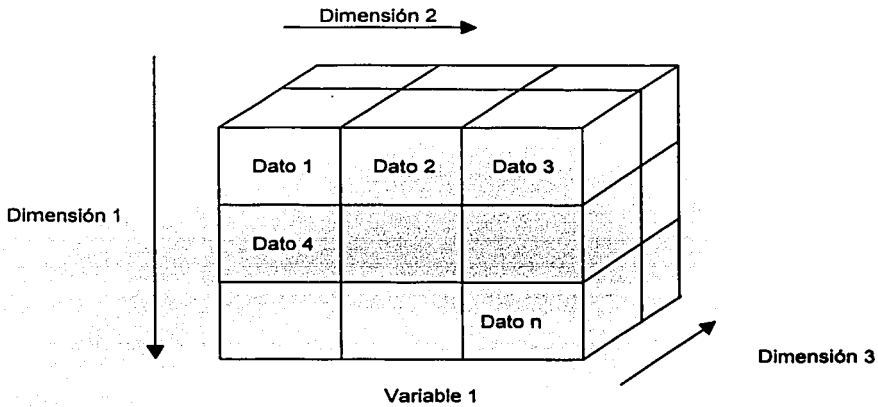 Dimensión 2
Dato 1 Dato 2 Dato 3
Dimensión 1
Dato 4
Dato n
Dimensión 3
Variable 1